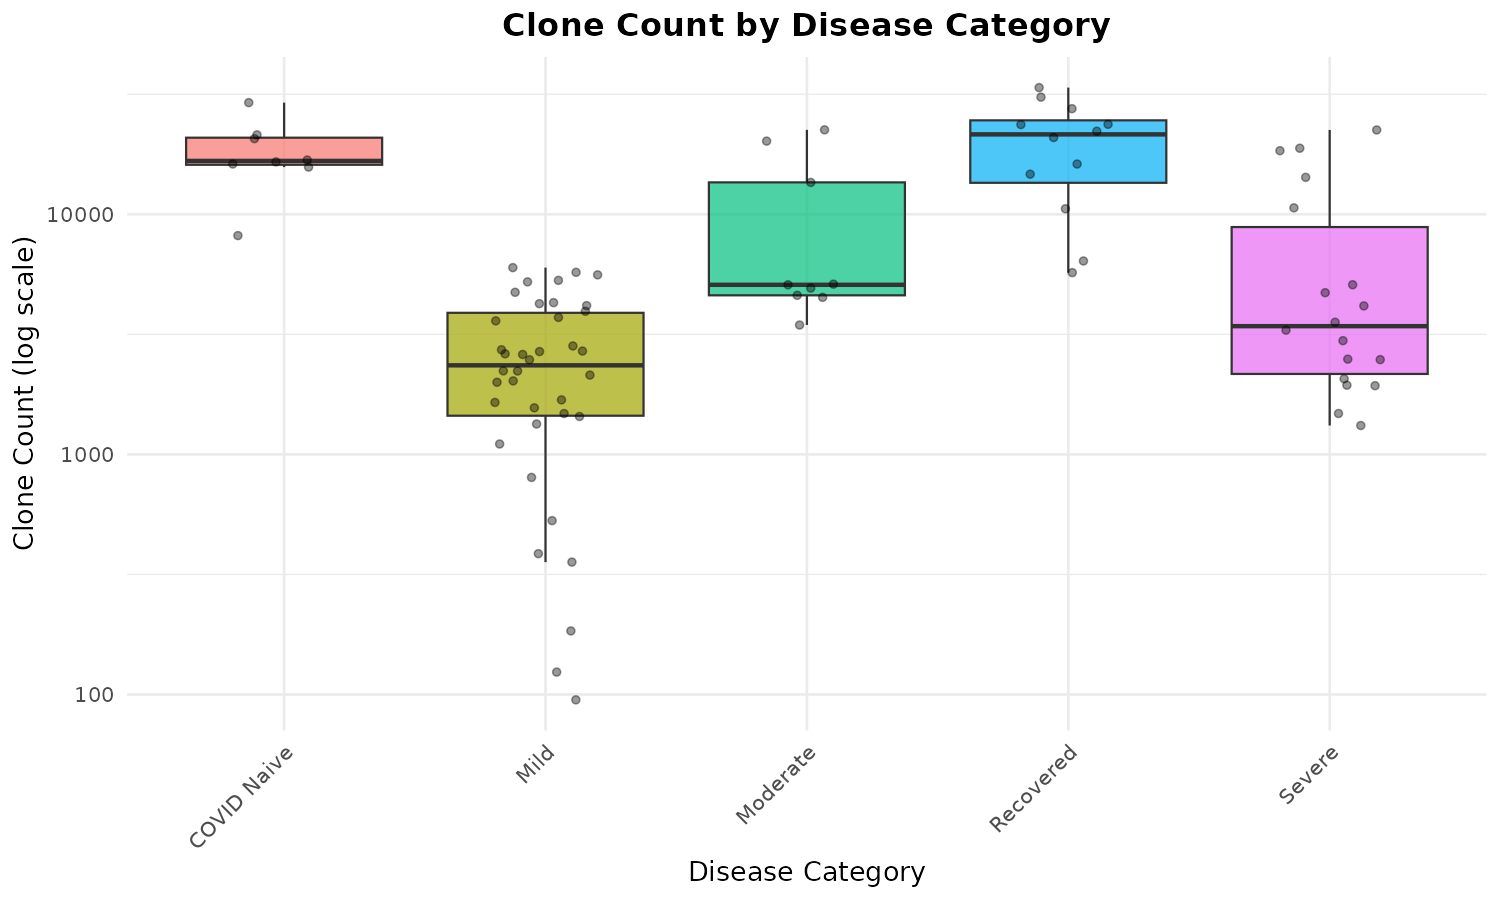 Clone Count by Disease Category
Clone Count (log scale)
10000
1000
100
COVID Naive
Mild
Moderate
Recovered
Severe
Disease Category